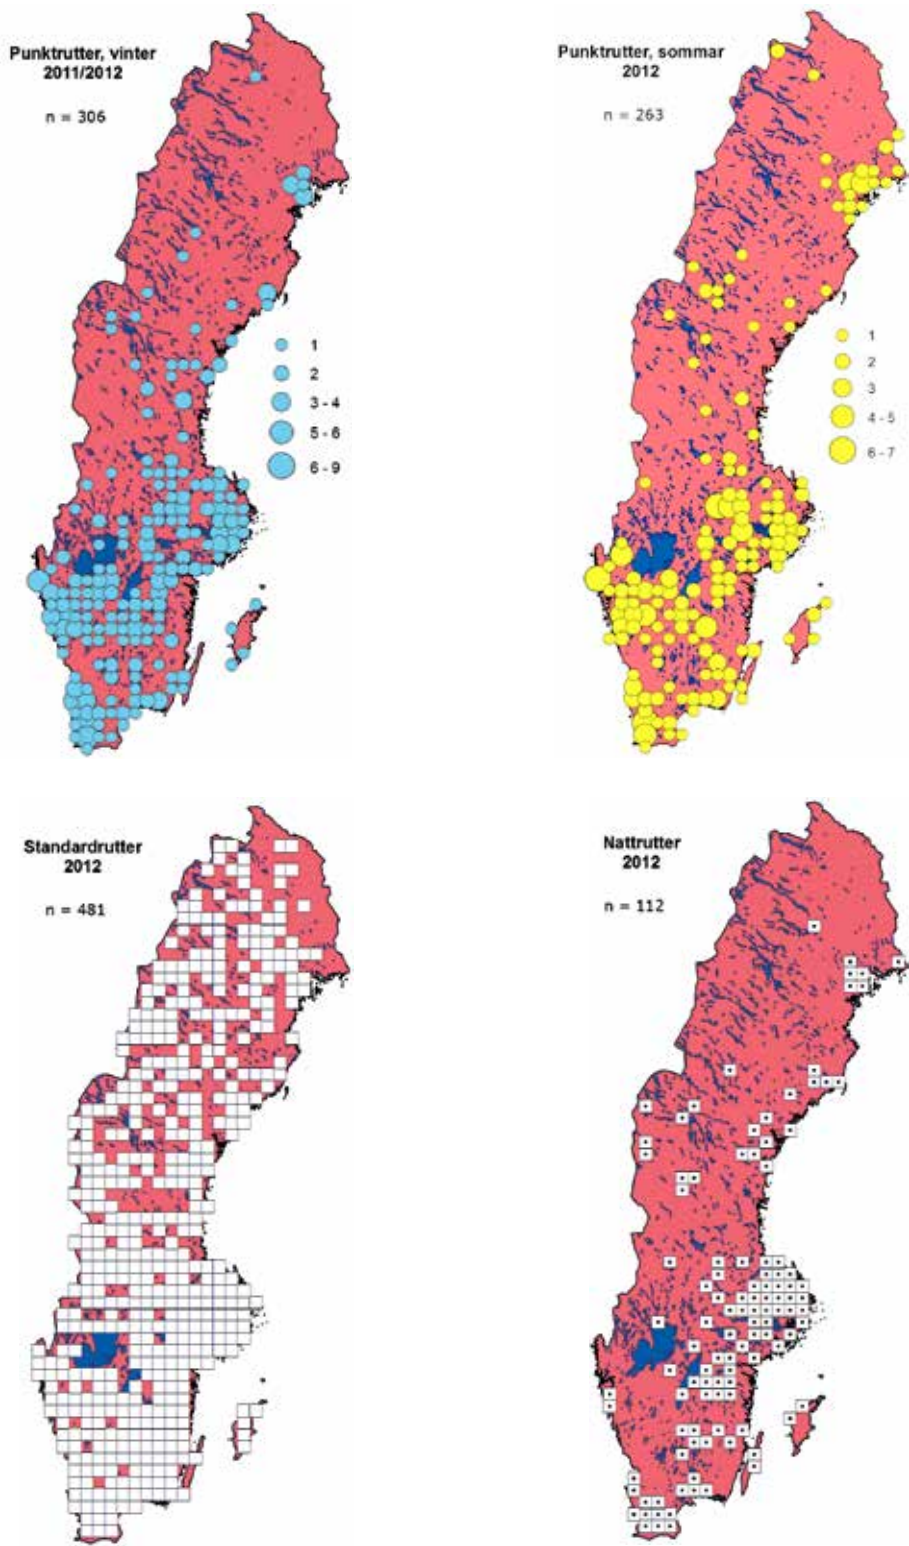 Punktrutter, vinter
2011/2012
n = 306
1
2
3 - 4
5 - 6
6 - 9
Punktrutter, sommar
2012
n = 263
1
2
3
4 - 5
6 - 7
Standardrutter
2012
n = 481
Nattrutter
2012
n = 112